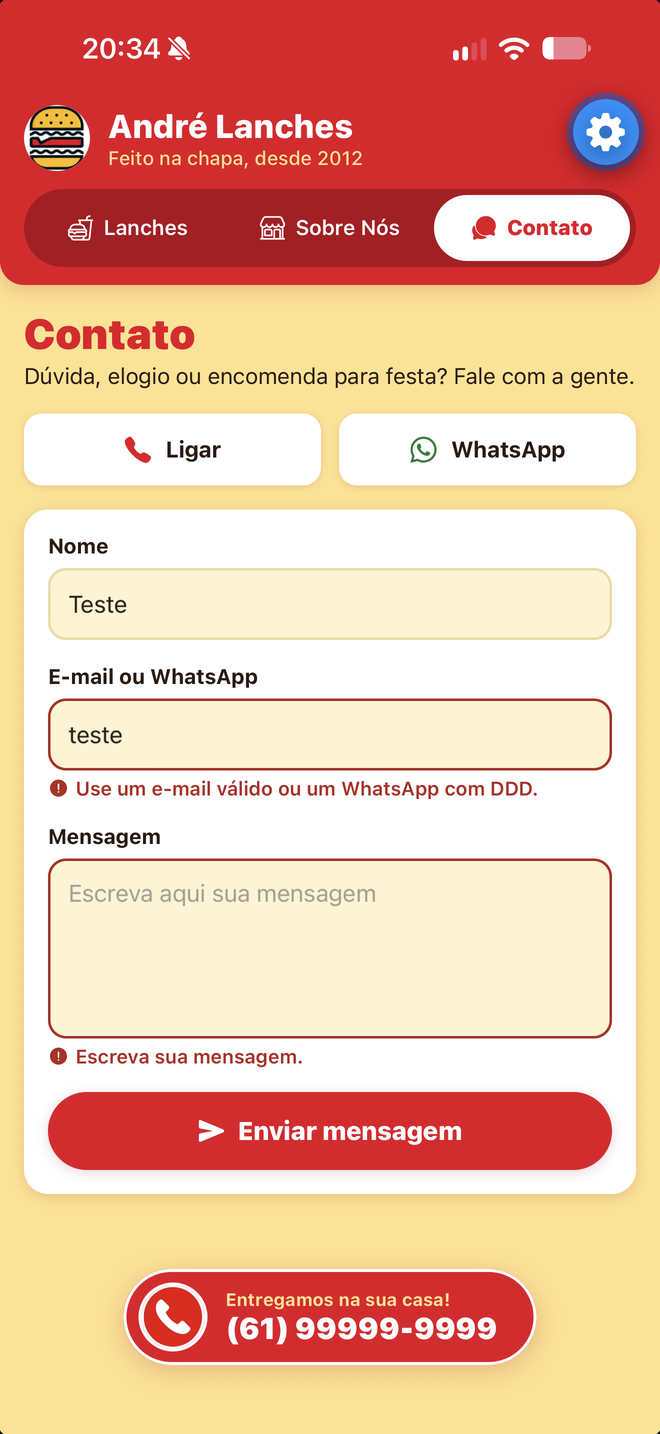 20:34
André Lanches
Feito na chapa, desde 2012
Lanches
Sobre Nós
Contato
Contato
Dúvida, elogio ou encomenda para festa? Fale com a gente.
Ligar
WhatsApp
Nome
Teste
E-mail ou WhatsApp
teste
Use um e-mail válido ou um WhatsApp com DDD.
Mensagem
Escreva aqui sua mensagem
Escreva sua mensagem.
Enviar mensagem
Entregamos na sua casa!
(61) 99999-9999